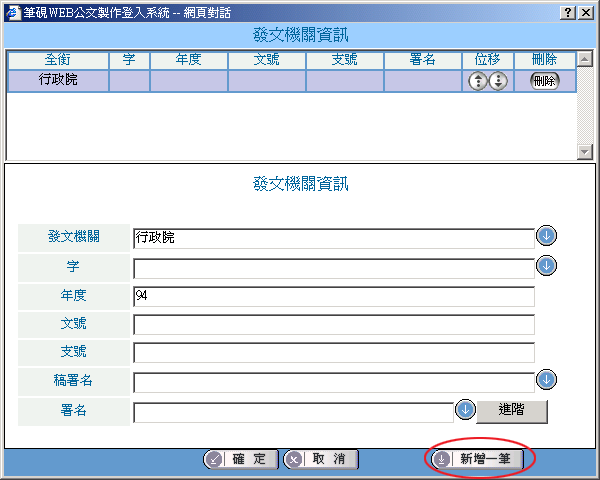 筆硯WEB公文製作登入系統 -- 網頁對話
發文機關資訊
全銜 字 年度 文號 支號 署名 位移 刪除
行政院 刪除
發文機關資訊
發文機關 行政院
字
年度 94
文號
支號
稿署名
署名 進階
確 定 取 消 新增一筆